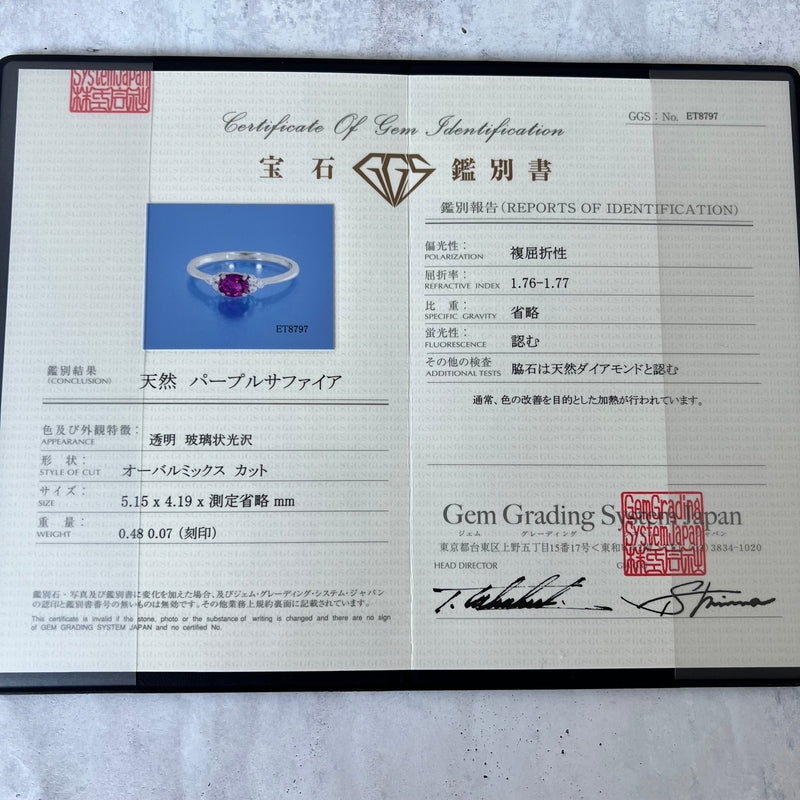 SystemJapan
株式会社
Certificate Of Gem Identification
GGS：No. ET8797
宝石 GGS 鑑別書
鑑別報告(REPORTS OF IDENTIFICATION)
ET8797
鑑別結果
(CONCLUSION)
天然 パープルサファイア
色及び外観特徴：
APPEARANCE
透明 玻璃状光沢
形状：
STYLE OF CUT
オーバルミックス カット
サイズ：
SIZE
5.15 x 4.19 x 測定省略 mm
重量：
WEIGHT
0.48 0.07 (刻印)
鑑別石・写真及び鑑別書に変化を加えた場合、及びジェム・グレーディング・システム・ジャパン
の認印と鑑別書番号の無いものは無効です。その他業務上規約裏面に記載されています。
This certificate is invalid if the stone, photo or the substance of writing is changed and there are no sign
of GEM GRADING SYSTEM JAPAN and no certified No.
偏光性：
POLARIZATION
複屈折性
屈折率：
REFRACTIVE INDEX
1.76-1.77
比重：
SPECIFIC GRAVITY
省略
蛍光性：
FLUORESCENCE
認む
その他の検査
ADDITIONAL TESTS
脇石は天然ダイアモンドと認む
通常、色の改善を目的とした加熱が行われています。
Gem Grading System Japan
ジェム グレーディング
東京都台東区上野五丁目15番17号＜東和 3834-1020
HEAD DIRECTOR
GemGrading
SystemJapan
株式会社